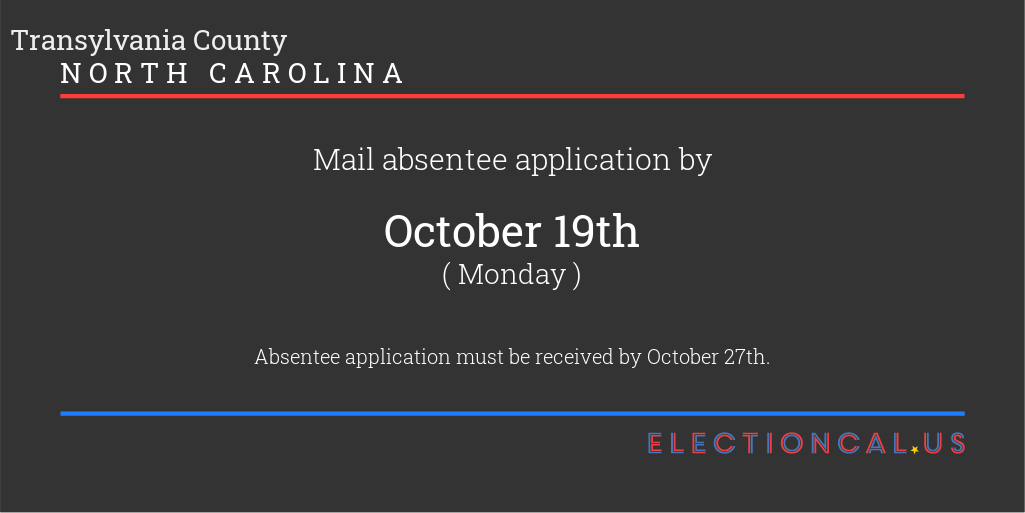 Transylvania County
NORTH CAROLINA
Mail absentee application by
October 19th
( Monday )
Absentee application must be received by October 27th.
ELECTIONCAL.US